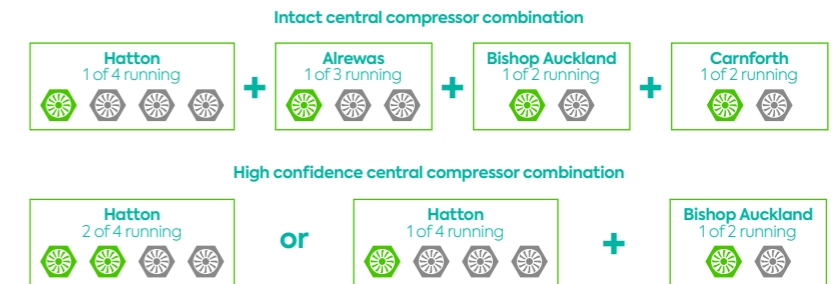 Intact central compressor combination
Hatton
1 of 4 running
+
Alrewas
1 of 3 running
+
Bishop Auckland
1 of 2 running
+
Carnforth
1 of 2 running
High confidence central compressor combination
Hatton
2 of 4 running
or
Hatton
1 of 4 running
+
Bishop Auckland
1 of 2 running